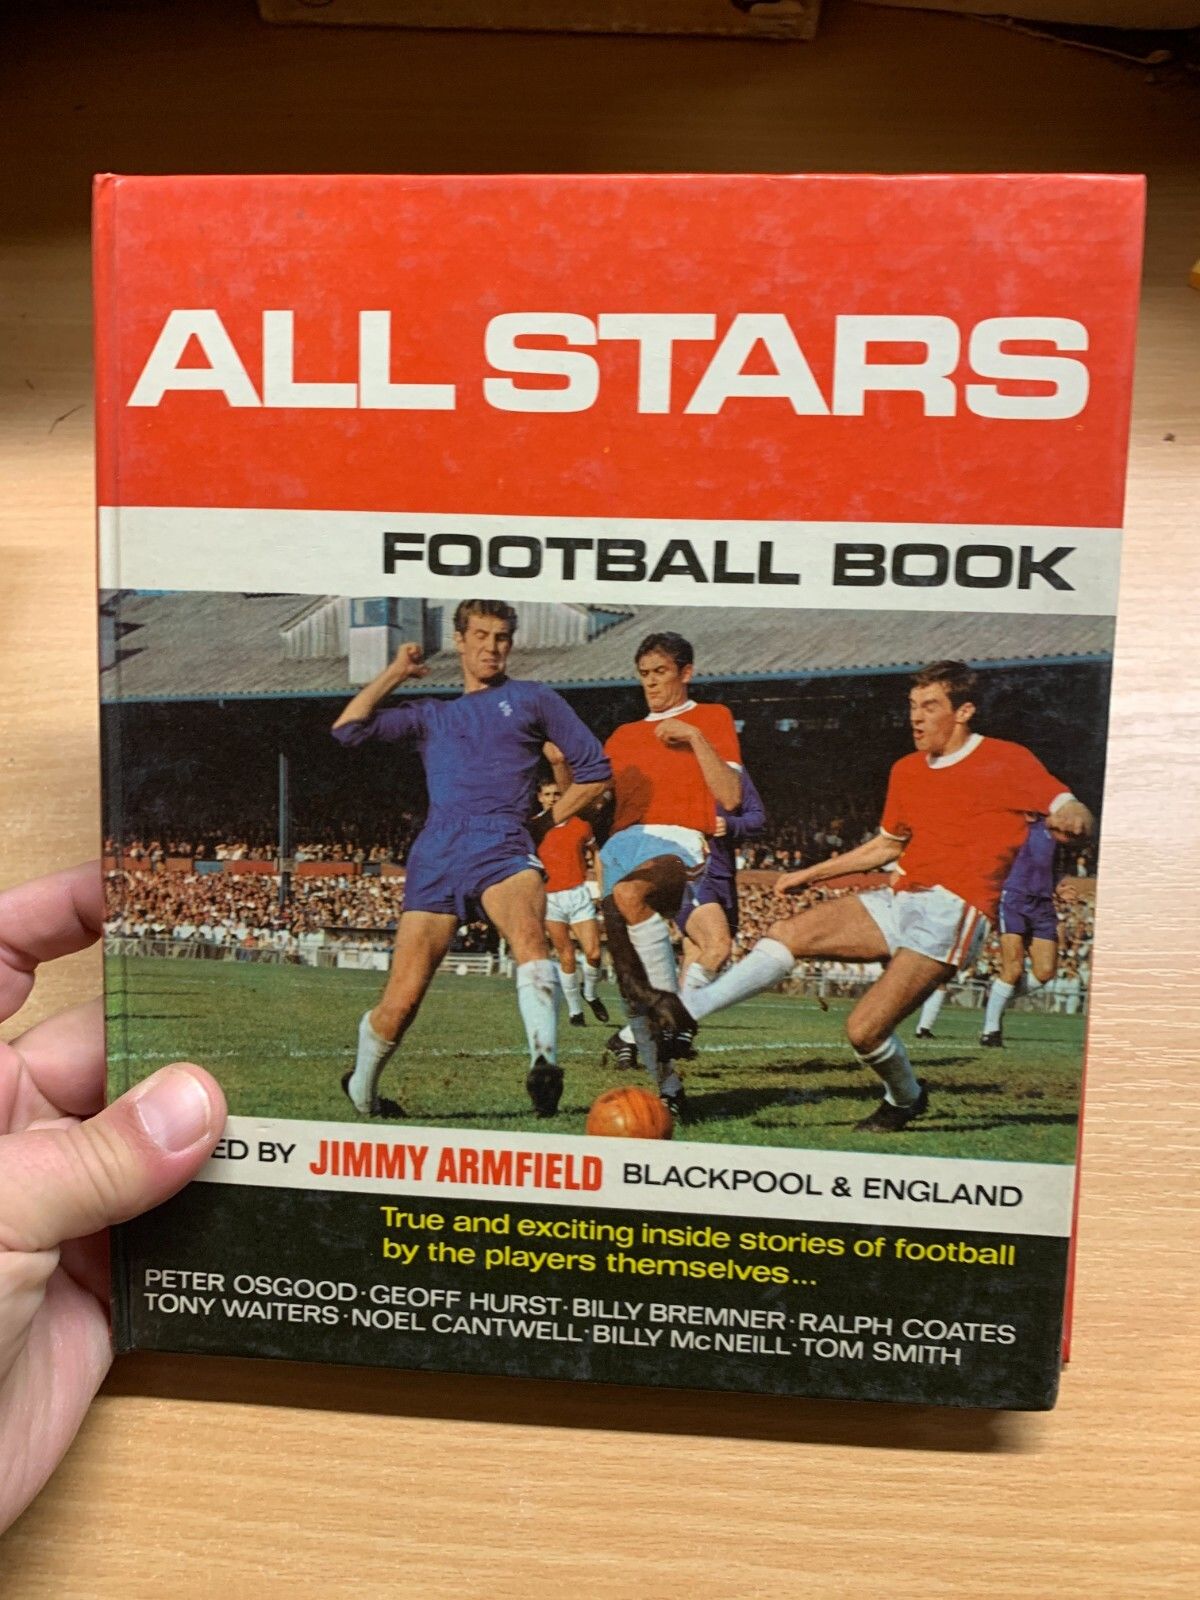 ALL STARS
FOOTBALL BOOK
ED BY JIMMY ARMFIELD BLACKPOOL & ENGLAND
True and exciting inside stories of football
by the players themselves...
PETER OSGOOD · GEOFF HURST · BILLY BREMNER · RALPH COATES
TONY WAITERS · NOEL CANTWELL · BILLY McNEILL · TOM SMITH